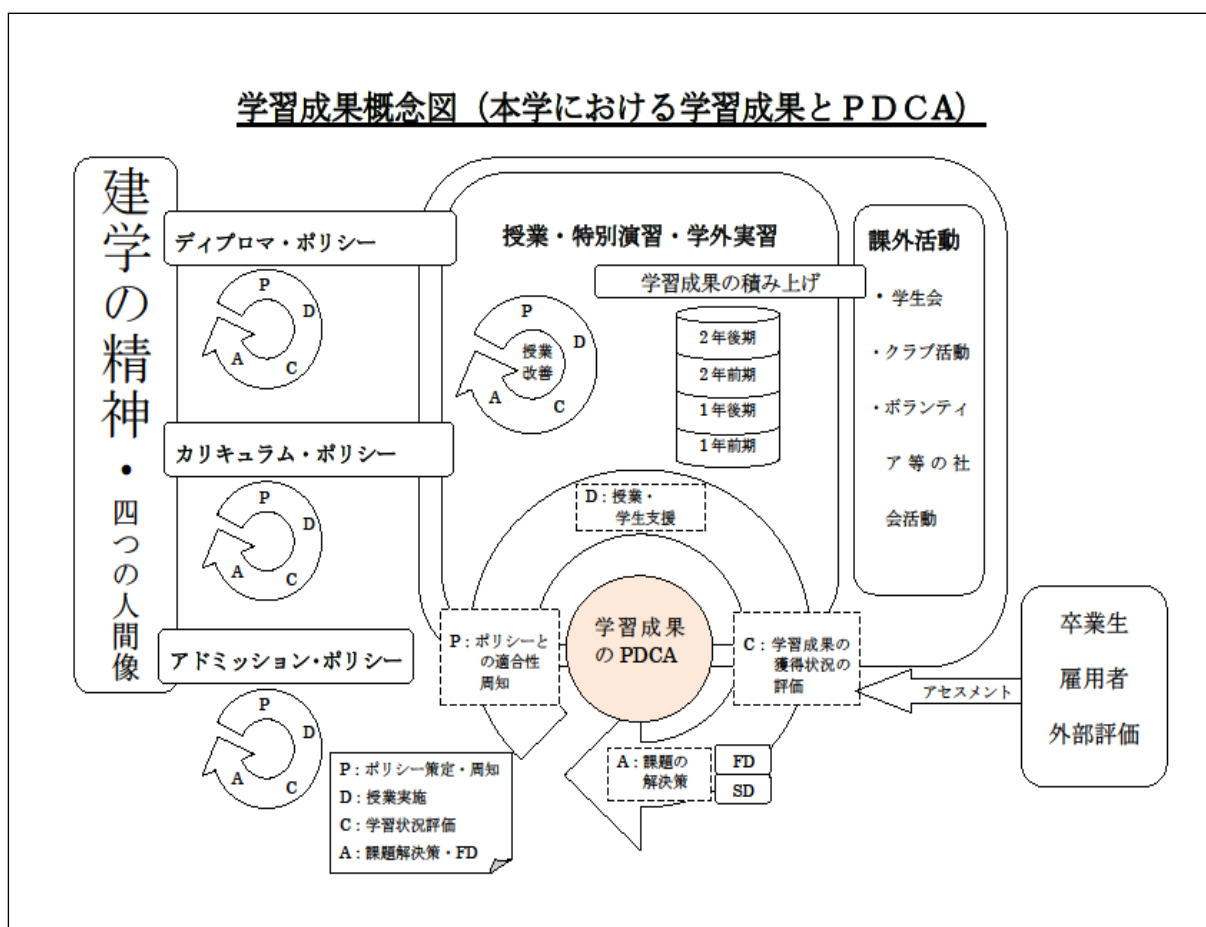 学習成果概念図（本学における学習成果とＰＤＣＡ）
建学の精神・四つの人間像
ディプロマ・ポリシー
P
D
C
A
カリキュラム・ポリシー
P
D
C
A
アドミッション・ポリシー
P
D
C
A
授業・特別演習・学外実習
学習成果の積み上げ
P
D
C
A
授業
改善
２年後期
２年前期
１年後期
１年前期
課外活動
・学生会
・クラブ活動
・ボランティ
ア等の社
会活動
D：授業・
学生支援
P：ポリシーと
の適合性
周知
学習成果
のPDCA
C：学習成果の
獲得状況の
評価
A：課題の
解決策
FD
SD
アセスメント
卒業生
雇用者
外部評価
P：ポリシー策定・周知
D：授業実施
C：学習状況評価
A：課題解決策・FD